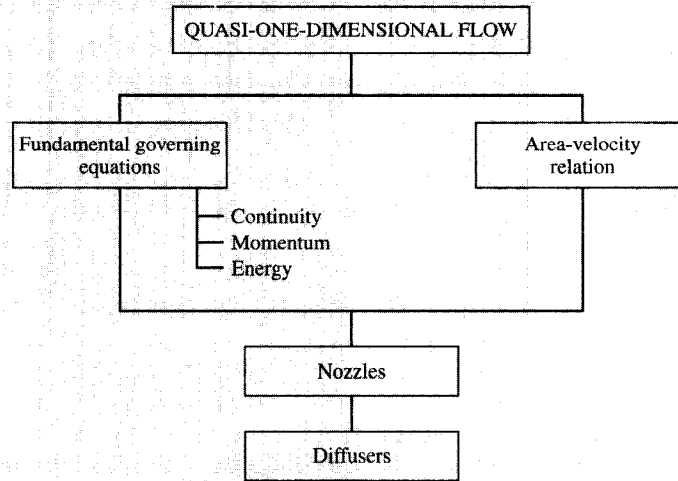 QUASI-ONE-DIMENSIONAL FLOW
Fundamental governing
equations
Area-velocity
relation
Continuity
Momentum
Energy
Nozzles
Diffusers